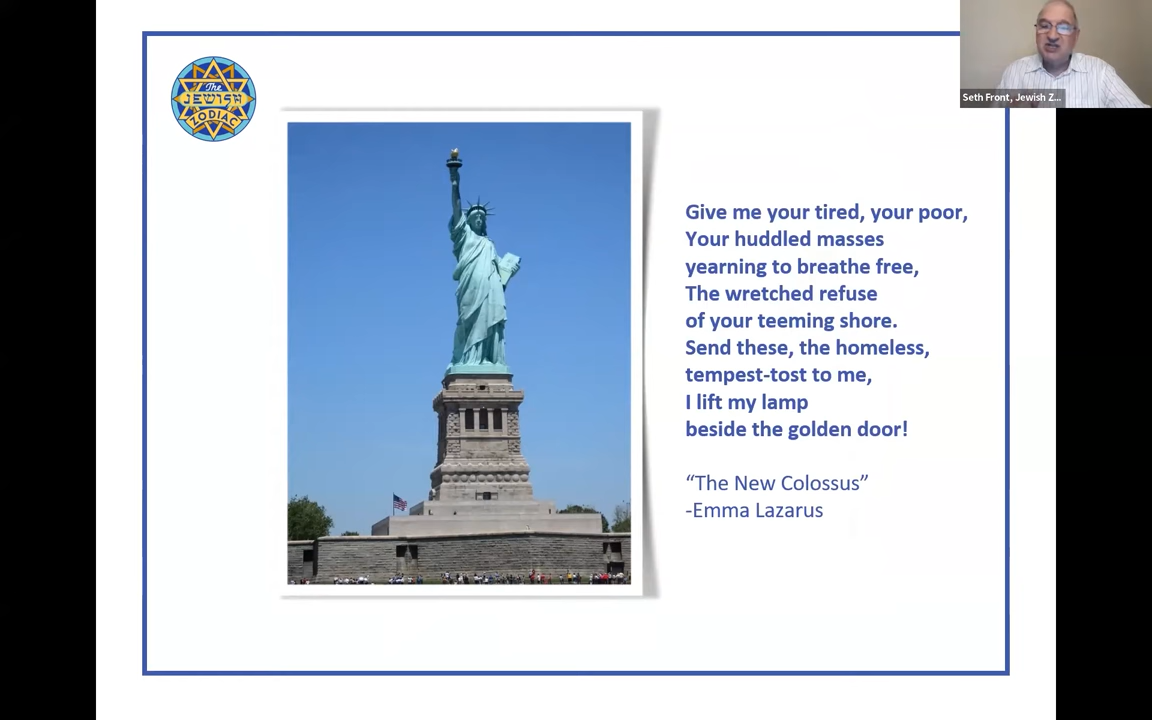 The
JEWISH
ZODIAC
Seth Front, Jewish Z...
Give me your tired, your poor,
Your huddled masses
yearning to breathe free,
The wretched refuse
of your teeming shore.
Send these, the homeless,
tempest-tost to me,
I lift my lamp
beside the golden door!
“The New Colossus”
-Emma Lazarus